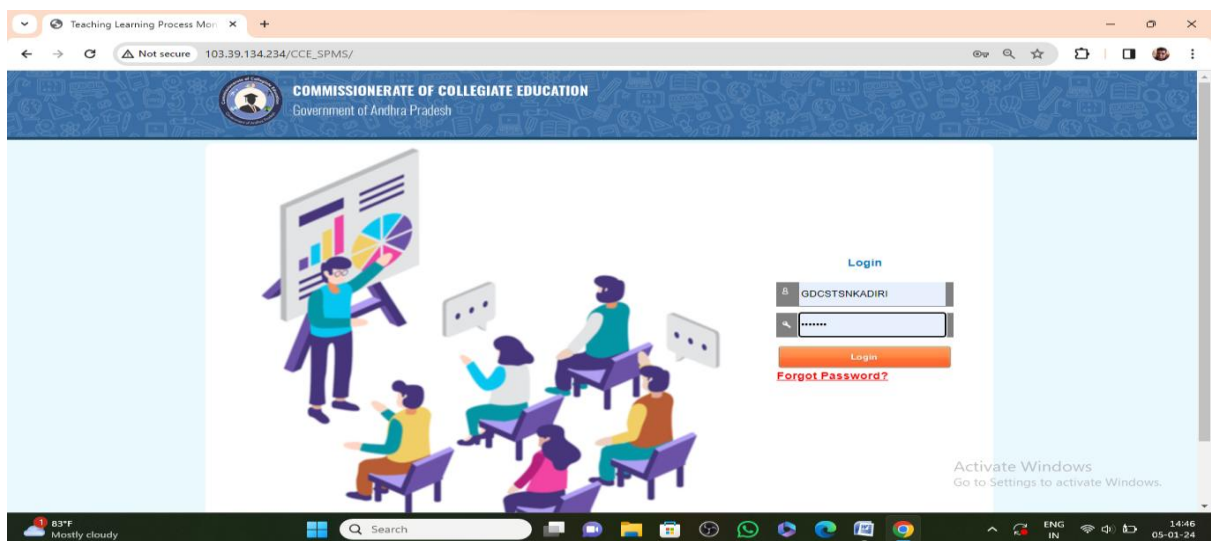 Teaching Learning Process Mon
Not secure 103.39.134.234/CCE_SPMS/
COMMISSIONERATE OF COLLEGIATE EDUCATION
Government of Andhra Pradesh
Login
GDCSTSNKADIRI
•••••••
Login
Forgot Password?
Activate Windows
Go to Settings to activate Windows.
1
83°F
Mostly cloudy
Search
ENG
IN
14:46
05-01-24